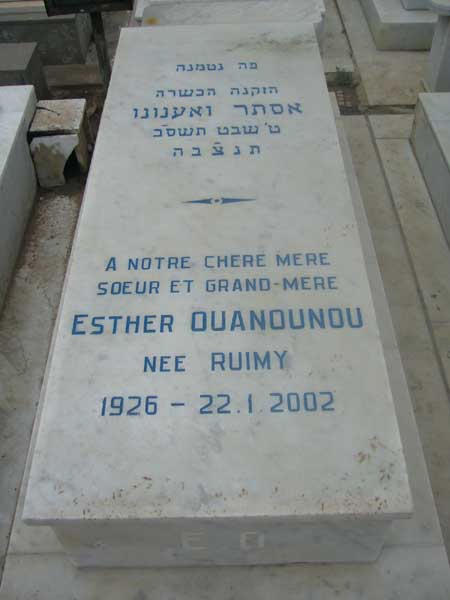 פה נטמנה
הזקנה הכשרה
אסתר ואענונו
ט׳ שבט תשס״ב
תנצבה
A NOTRE CHERE MERE
SOEUR ET GRAND-MERE
ESTHER OUANOUNOU
NEE RUIMY
1926 - 22.1.2002
E O